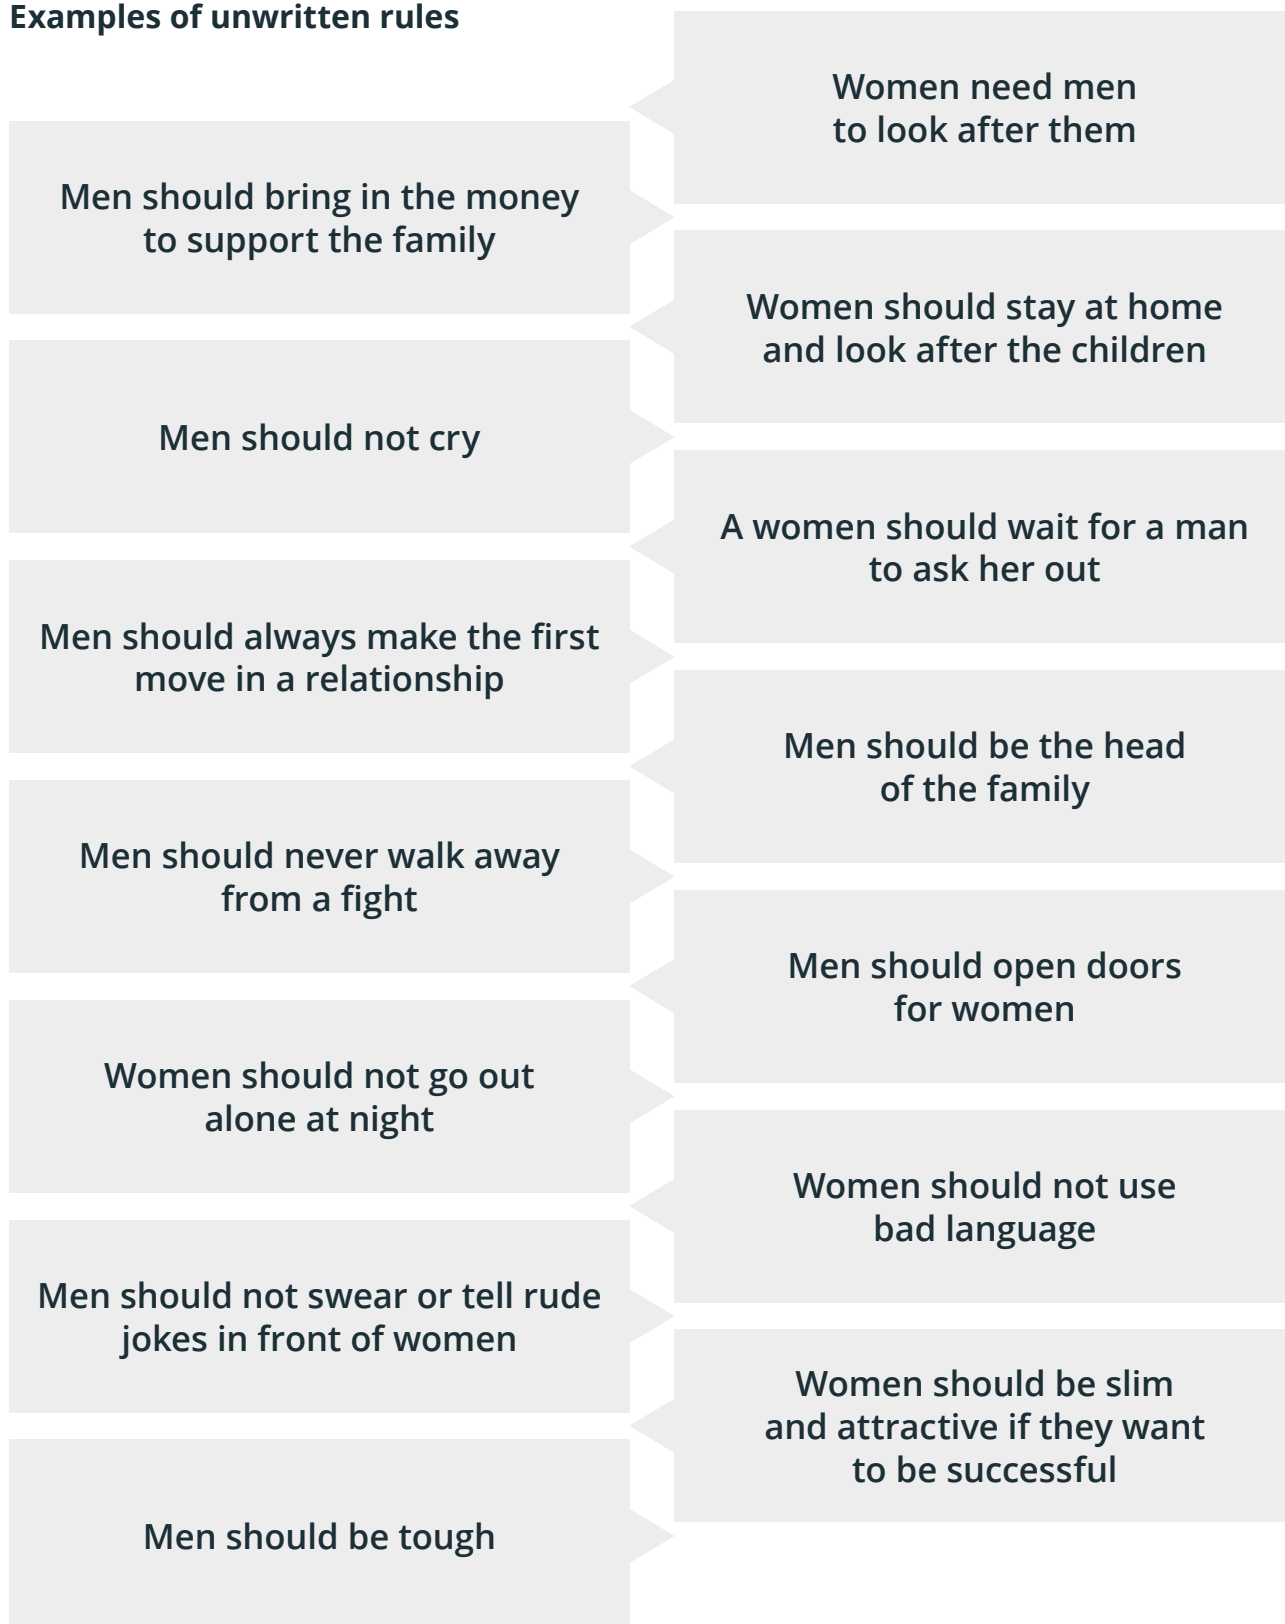 Examples of unwritten rules
Women need men
to look after them
Men should bring in the money
to support the family
Women should stay at home
and look after the children
Men should not cry
A women should wait for a man
to ask her out
Men should always make the first
move in a relationship
Men should be the head
of the family
Men should never walk away
from a fight
Men should open doors
for women
Women should not go out
alone at night
Women should not use
bad language
Men should not swear or tell rude
jokes in front of women
Women should be slim
and attractive if they want
to be successful
Men should be tough